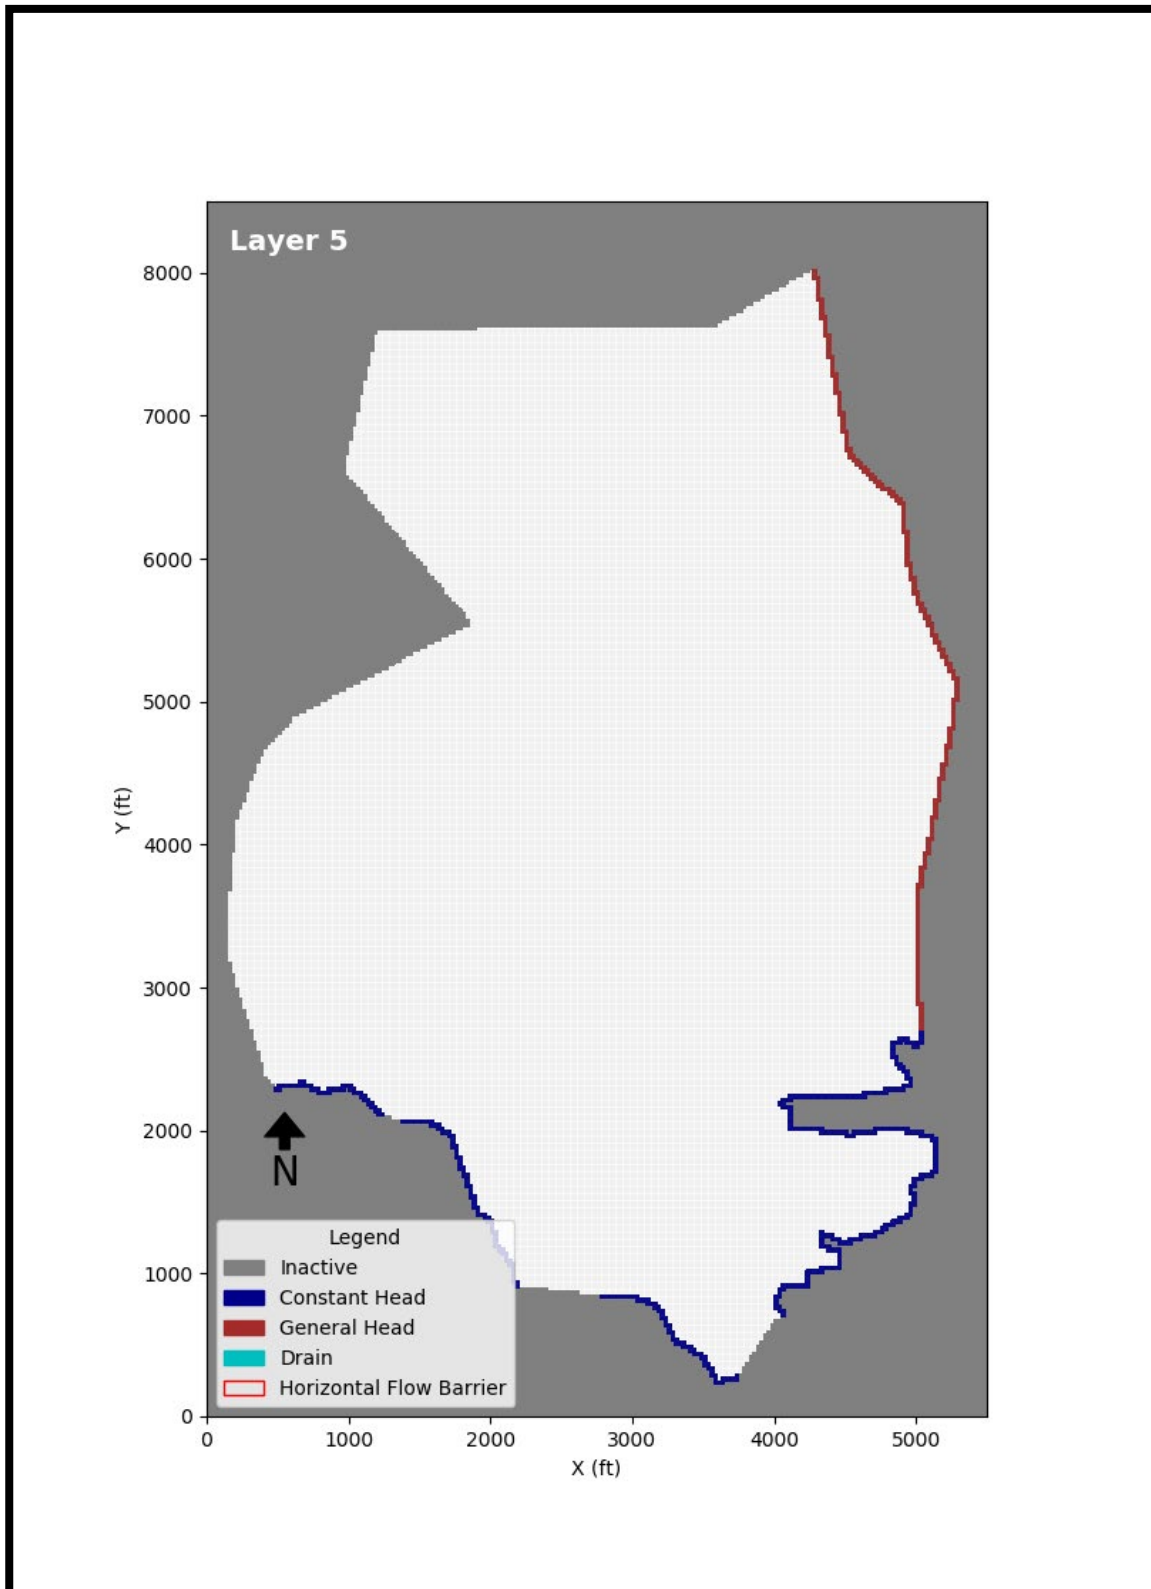 Layer 5
8000
7000
6000
5000
4000
3000
2000
1000
0
Y (ft)
N
Legend
Inactive
Constant Head
General Head
Drain
Horizontal Flow Barrier
0 1000 2000 3000 4000 5000
X (ft)